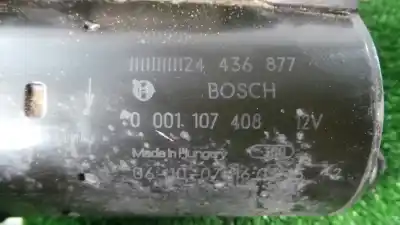 24 436 877
BOSCH
0 001 107 408 12V
Made in Hungary